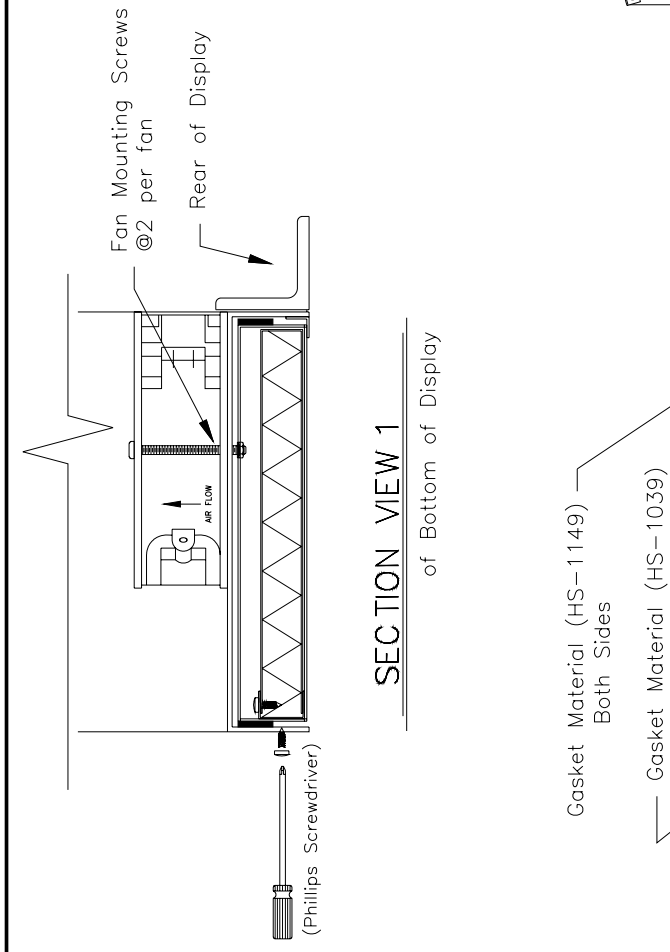 Fan Mounting Screws
@2 per fan
Rear of Display
AIR FLOW
(Phillips Screwdriver)
SECTION VIEW 1
of Bottom of Display
Gasket Material (HS-1149)
Both Sides
Gasket Material (HS-1039)